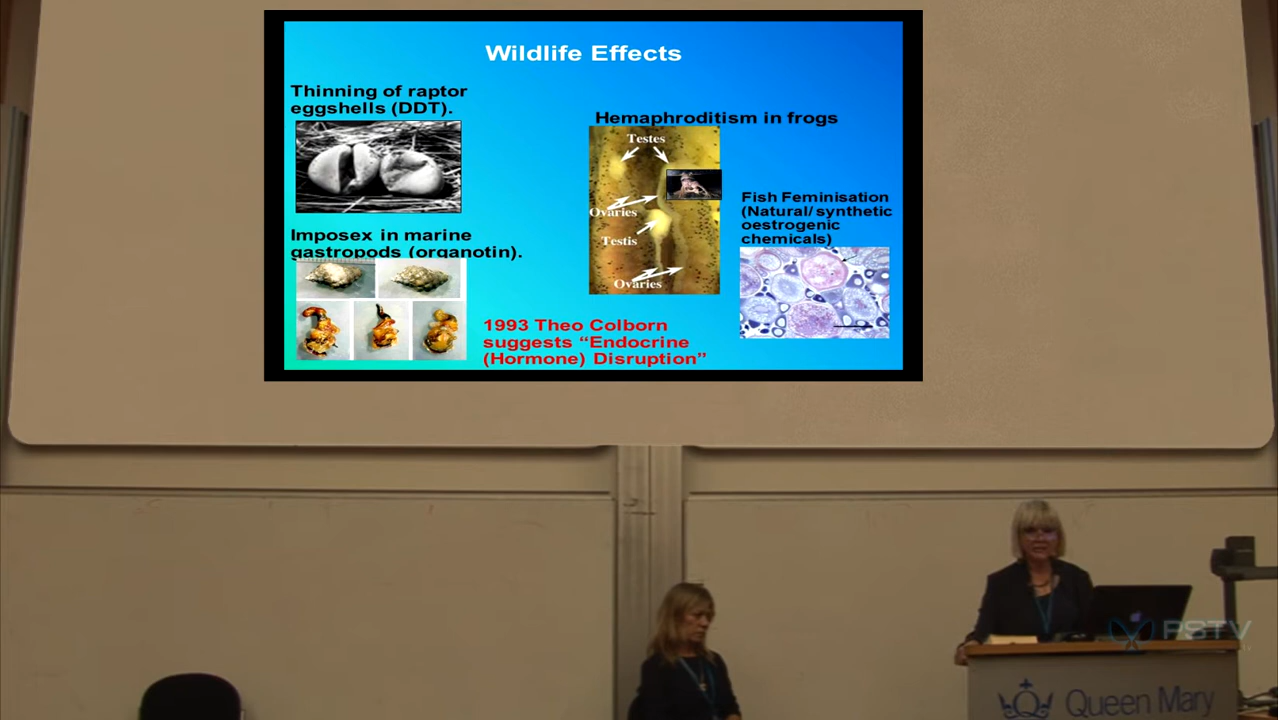 Wildlife Effects
Thinning of raptor
eggshells (DDT).
Imposex in marine
gastropods (organotin).
Hemaphroditism in frogs
Testes
Ovaries
Testis
Ovaries
Fish Feminisation
(Natural/ synthetic
oestrogenic
chemicals)
1993 Theo Colborn
suggests “Endocrine
(Hormone) Disruption”
PSTV
Queen Mary